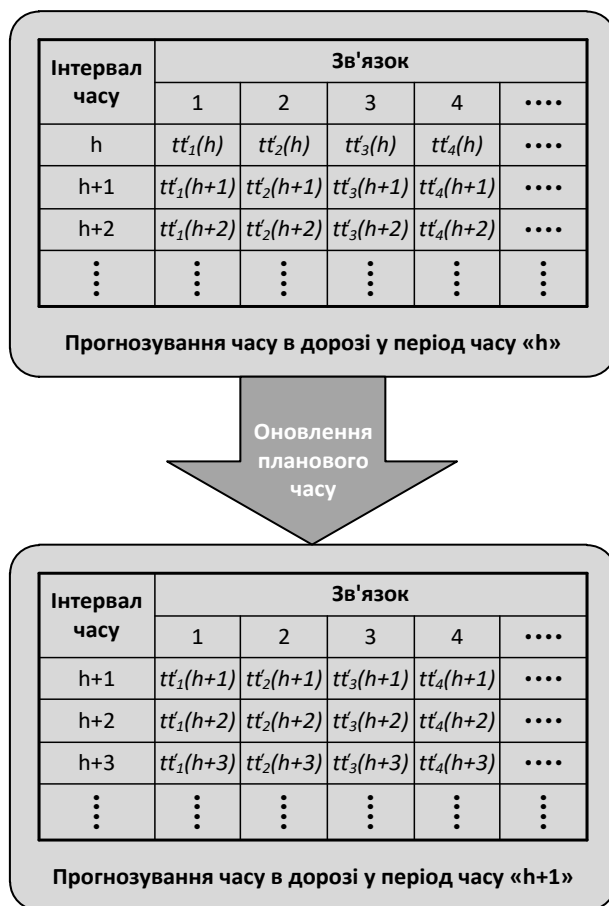 Інтервал часу Зв'язок
1 2 3 4 ····
h tt′₁(h) tt′₂(h) tt′₃(h) tt′₄(h) ····
h+1 tt′₁(h+1) tt′₂(h+1) tt′₃(h+1) tt′₄(h+1) ····
h+2 tt′₁(h+2) tt′₂(h+2) tt′₃(h+2) tt′₄(h+2) ····
Прогнозування часу в дорозі у період часу «h»
Оновлення
планового
часу
Інтервал часу Зв'язок
1 2 3 4 ····
h+1 tt′₁(h+1) tt′₂(h+1) tt′₃(h+1) tt′₄(h+1) ····
h+2 tt′₁(h+2) tt′₂(h+2) tt′₃(h+2) tt′₄(h+2) ····
h+3 tt′₁(h+3) tt′₂(h+3) tt′₃(h+3) tt′₄(h+3) ····
Прогнозування часу в дорозі у період часу «h+1»